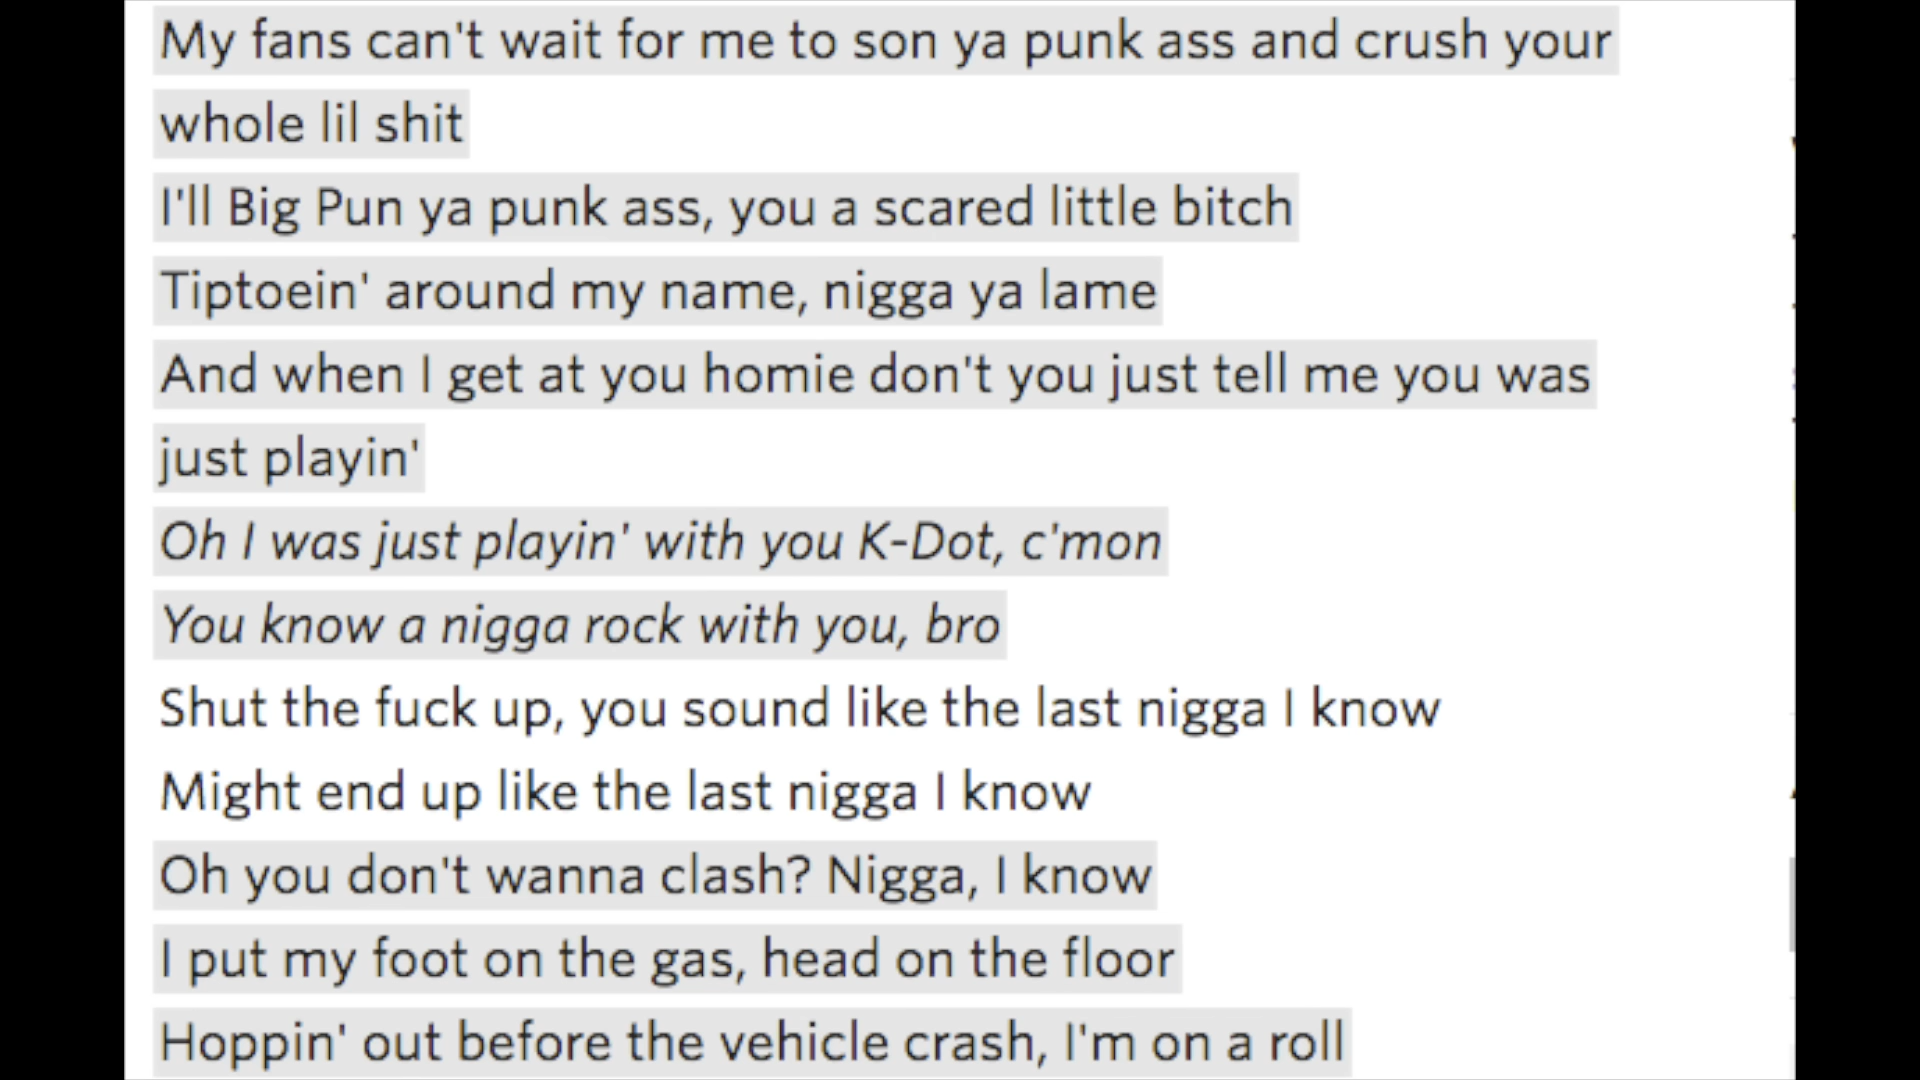 My fans can't wait for me to son ya punk ass and crush your
whole lil shit
I'll Big Pun ya punk ass, you a scared little bitch
Tiptoein' around my name, nigga ya lame
And when I get at you homie don't you just tell me you was
just playin'
Oh I was just playin' with you K-Dot, c'mon
You know a nigga rock with you, bro
Shut the fuck up, you sound like the last nigga I know
Might end up like the last nigga I know
Oh you don't wanna clash? Nigga, I know
I put my foot on the gas, head on the floor
Hoppin' out before the vehicle crash, I'm on a roll